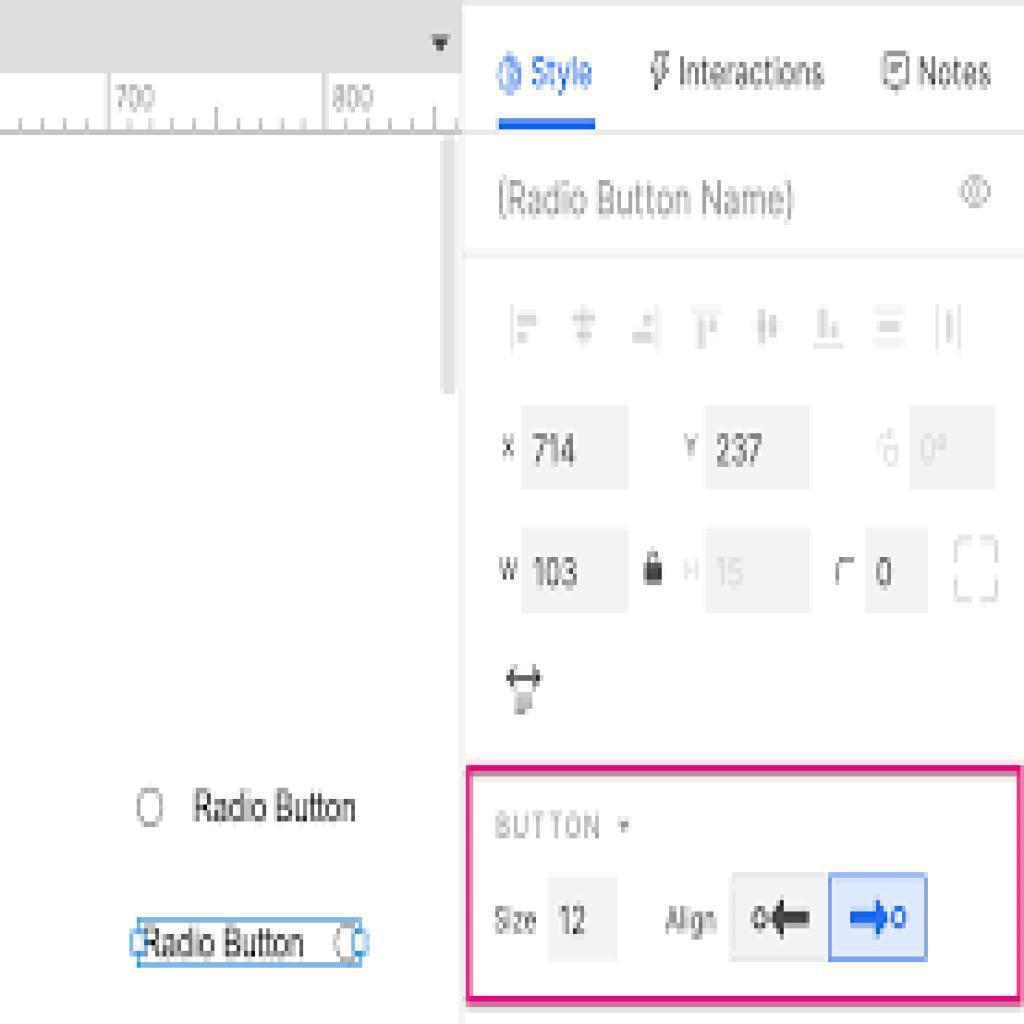 700 800
Style Interactions Notes
(Radio Button Name)
X 714 Y 237 0°
W 103 H 15 0
Radio Button
BUTTON
Size 12 Align
Radio Button